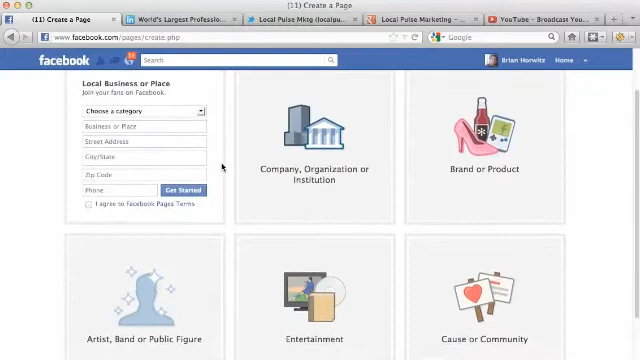 (11) Create a Page
(11) Create a Page
World's Largest Professio...
Local Pulse Mktg (localpu...
Local Pulse Marketing - ...
YouTube - Broadcast You...
www.facebook.com/pages/create.php
Google
facebook
Search
Brian Horwitz
Home
Local Business or Place
Join your fans on Facebook.
Choose a category
Business or Place
Street Address
City/State
Zip Code
Phone
Get Started
I agree to Facebook Pages Terms
Company, Organization or
Institution
Brand or Product
Artist, Band or Public Figure
Entertainment
Cause or Community